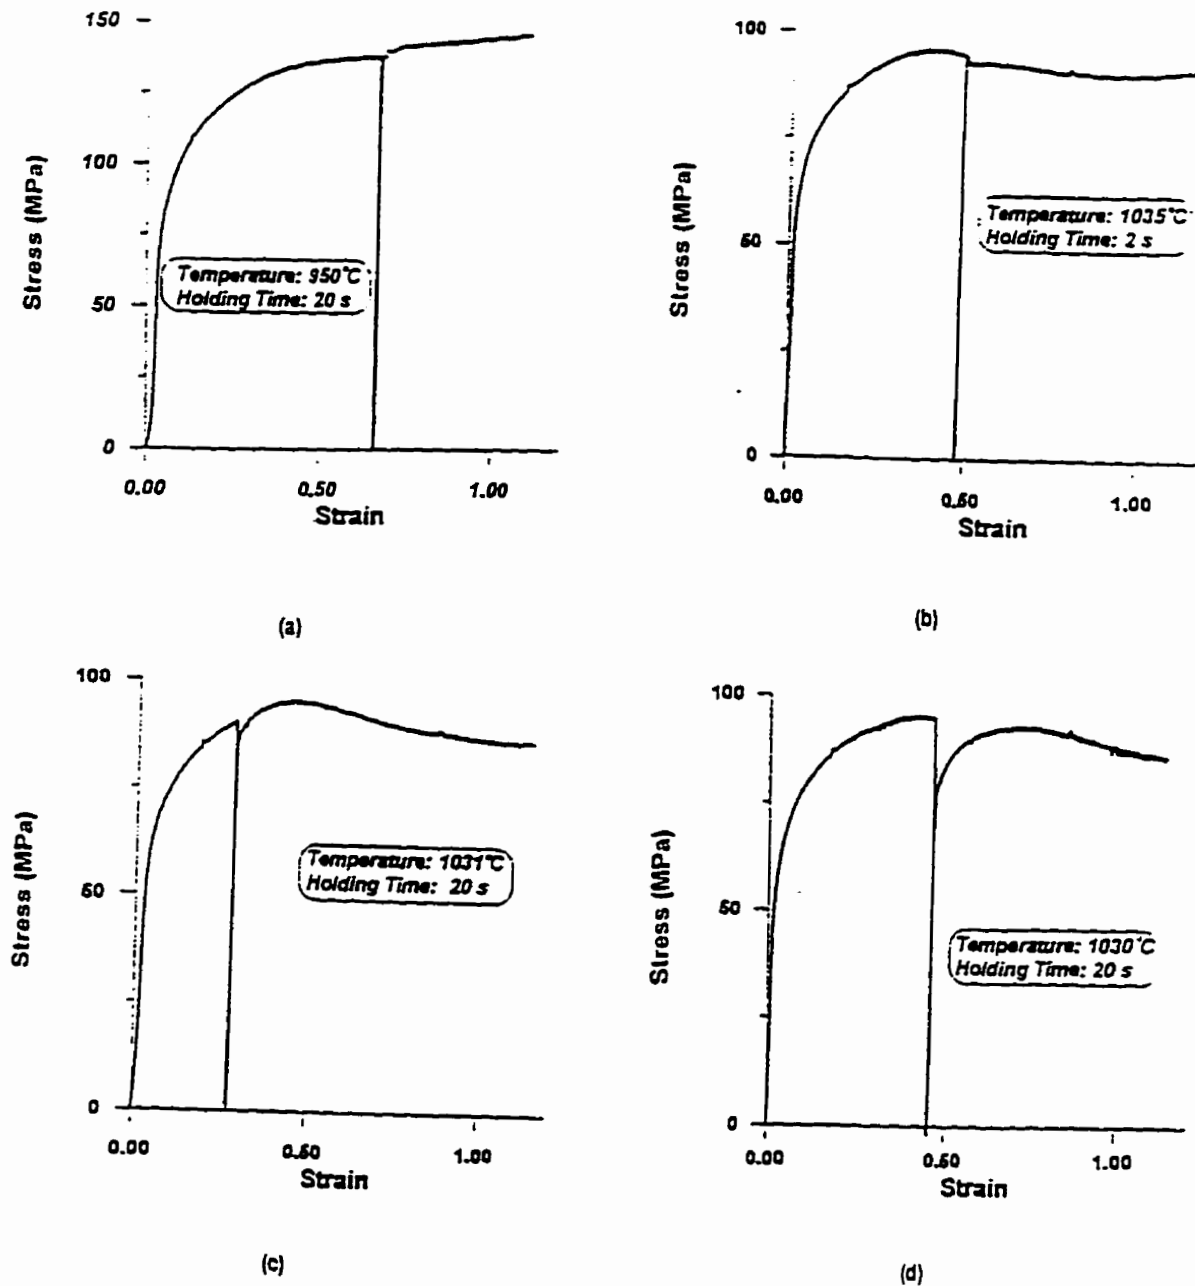 150
100
50
0
Stress (MPa)
Temperature: 950°C
Holding Time: 20 s
0.00 0.50 1.00
Strain
(a)
100
50
0
Stress (MPa)
Temperature: 1035°C
Holding Time: 2 s
0.00 0.50 1.00
Strain
(b)
100
50
0
Stress (MPa)
Temperature: 1031°C
Holding Time: 20 s
0.00 0.50 1.00
Strain
(c)
100
50
0
Stress (MPa)
Temperature: 1030°C
Holding Time: 20 s
0.00 0.50 1.00
Strain
(d)